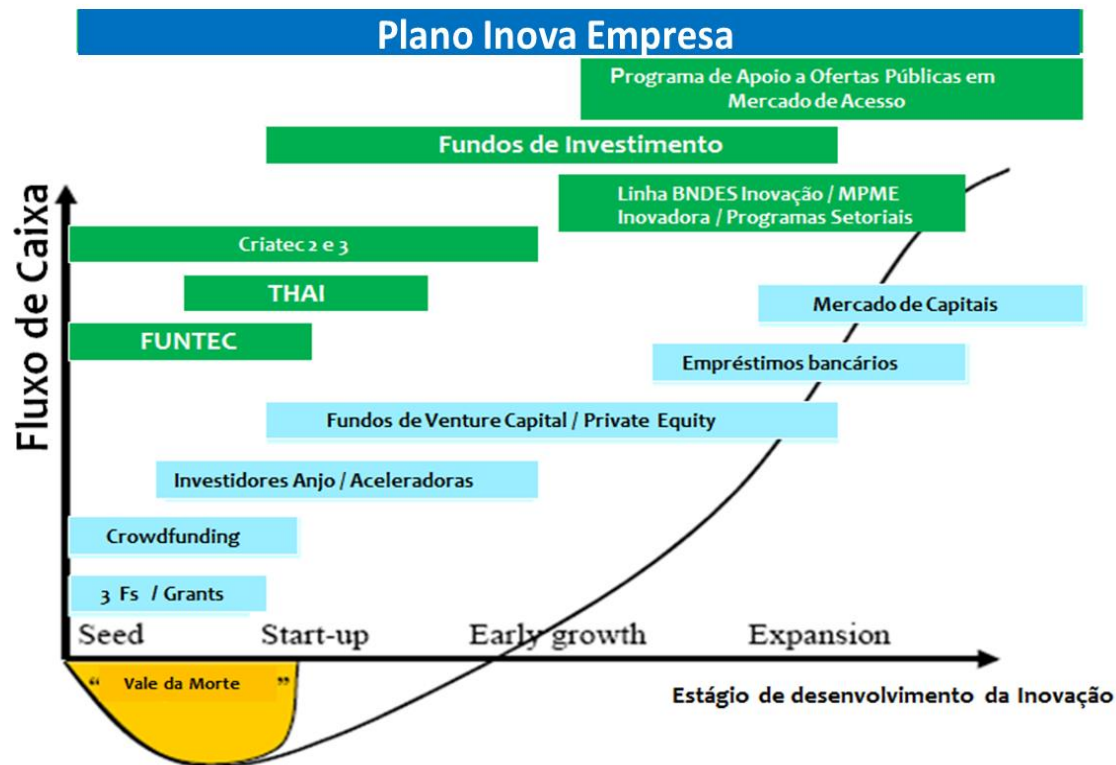 Plano Inova Empresa
Programa de Apoio a Ofertas Públicas em
Mercado de Acesso
Fundos de Investimento
Linha BNDES Inovação / MPME
Inovadora / Programas Setoriais
Criatec 2 e 3
THAI
FUNTEC
Fluxo de Caixa
Mercado de Capitais
Empréstimos bancários
Fundos de Venture Capital / Private Equity
Investidores Anjo / Aceleradoras
Crowdfunding
3 Fs / Grants
Seed
Start-up
Early growth
Expansion
“ Vale da Morte ”
Estágio de desenvolvimento da Inovação